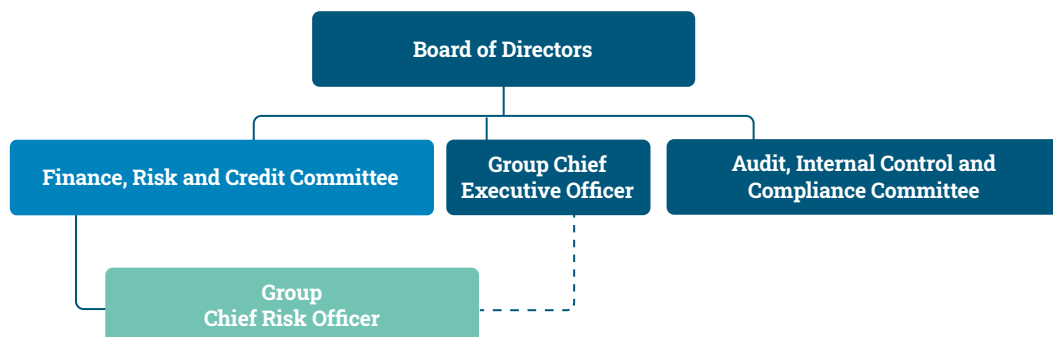 Board of Directors
Finance, Risk and Credit Committee
Group Chief
Executive Officer
Audit, Internal Control and
Compliance Committee
Group
Chief Risk Officer